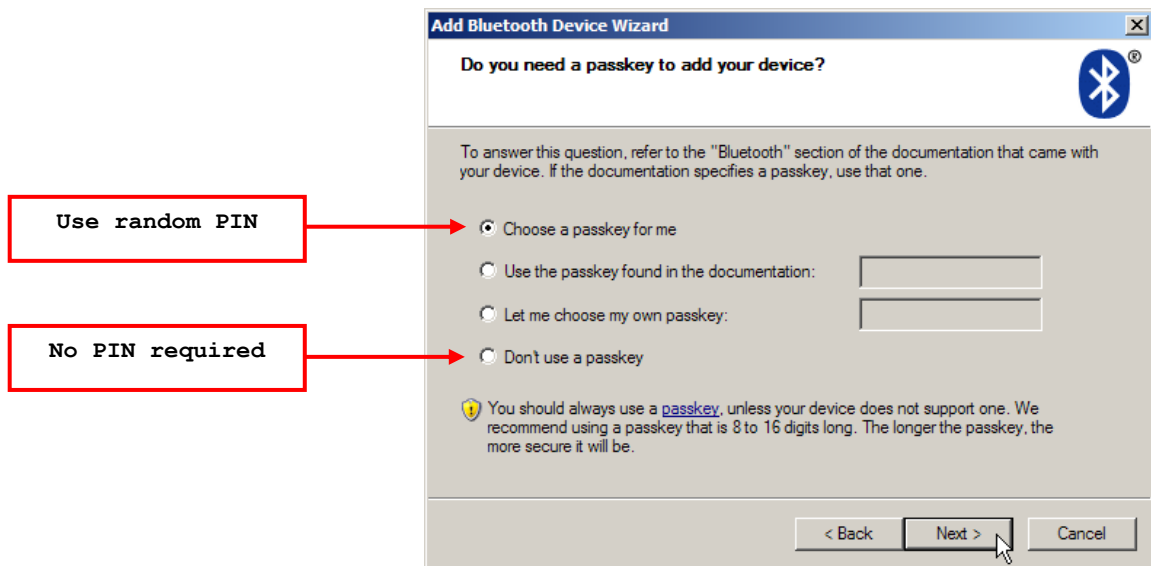 Add Bluetooth Device Wizard
Do you need a passkey to add your device?
®
To answer this question, refer to the "Bluetooth" section of the documentation that came with
your device. If the documentation specifies a passkey, use that one.
Use random PIN
Choose a passkey for me
Use the passkey found in the documentation:
Let me choose my own passkey:
No PIN required
Don't use a passkey
You should always use a passkey, unless your device does not support one. We
recommend using a passkey that is 8 to 16 digits long. The longer the passkey, the
more secure it will be.
< Back
Next >
Cancel